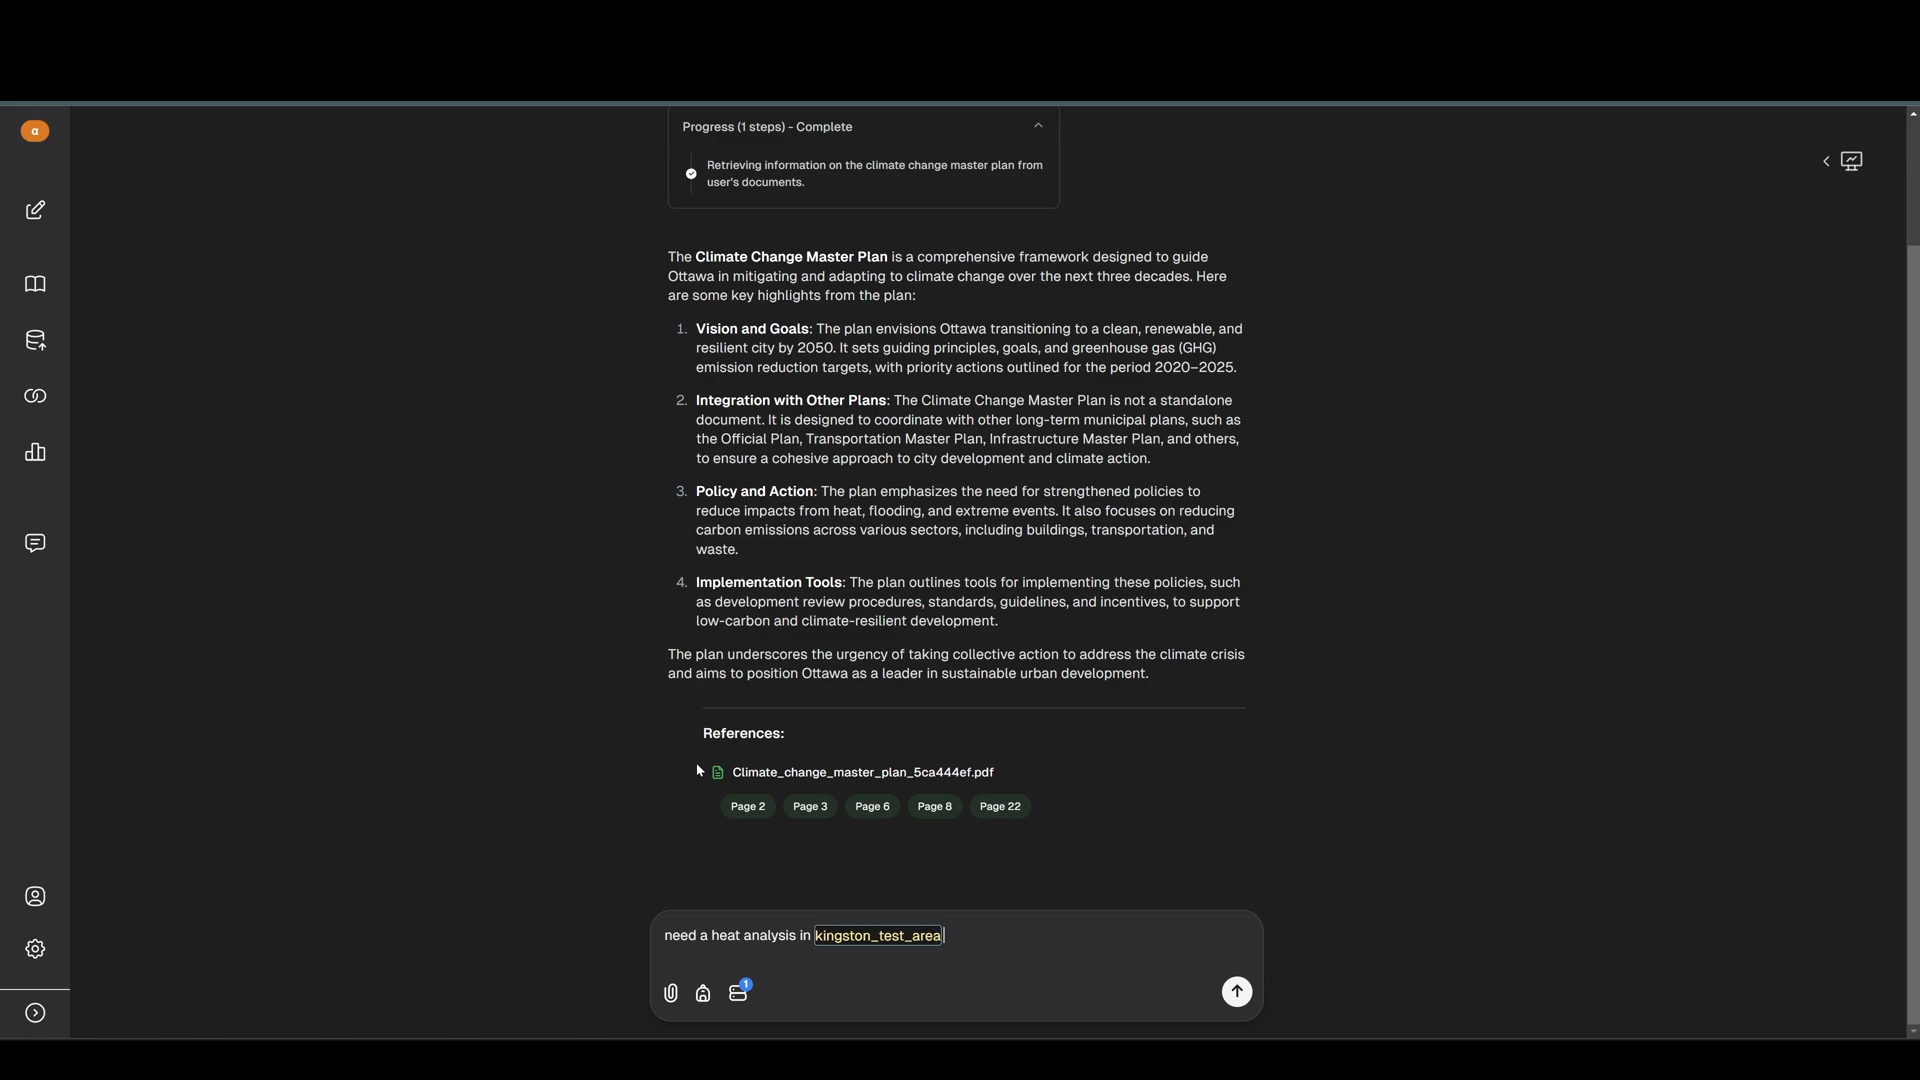 α
Progress (1 steps) - Complete
Retrieving information on the climate change master plan from
user's documents.
The Climate Change Master Plan is a comprehensive framework designed to guide
Ottawa in mitigating and adapting to climate change over the next three decades. Here
are some key highlights from the plan:
1. Vision and Goals: The plan envisions Ottawa transitioning to a clean, renewable, and
resilient city by 2050. It sets guiding principles, goals, and greenhouse gas (GHG)
emission reduction targets, with priority actions outlined for the period 2020–2025.
2. Integration with Other Plans: The Climate Change Master Plan is not a standalone
document. It is designed to coordinate with other long-term municipal plans, such as
the Official Plan, Transportation Master Plan, Infrastructure Master Plan, and others,
to ensure a cohesive approach to city development and climate action.
3. Policy and Action: The plan emphasizes the need for strengthened policies to
reduce impacts from heat, flooding, and extreme events. It also focuses on reducing
carbon emissions across various sectors, including buildings, transportation, and
waste.
4. Implementation Tools: The plan outlines tools for implementing these policies, such
as development review procedures, standards, guidelines, and incentives, to support
low-carbon and climate-resilient development.
The plan underscores the urgency of taking collective action to address the climate crisis
and aims to position Ottawa as a leader in sustainable urban development.
References:
Climate_change_master_plan_5ca444ef.pdf
Page 2 Page 3 Page 6 Page 8 Page 22
need a heat analysis in kingston_test_area
1